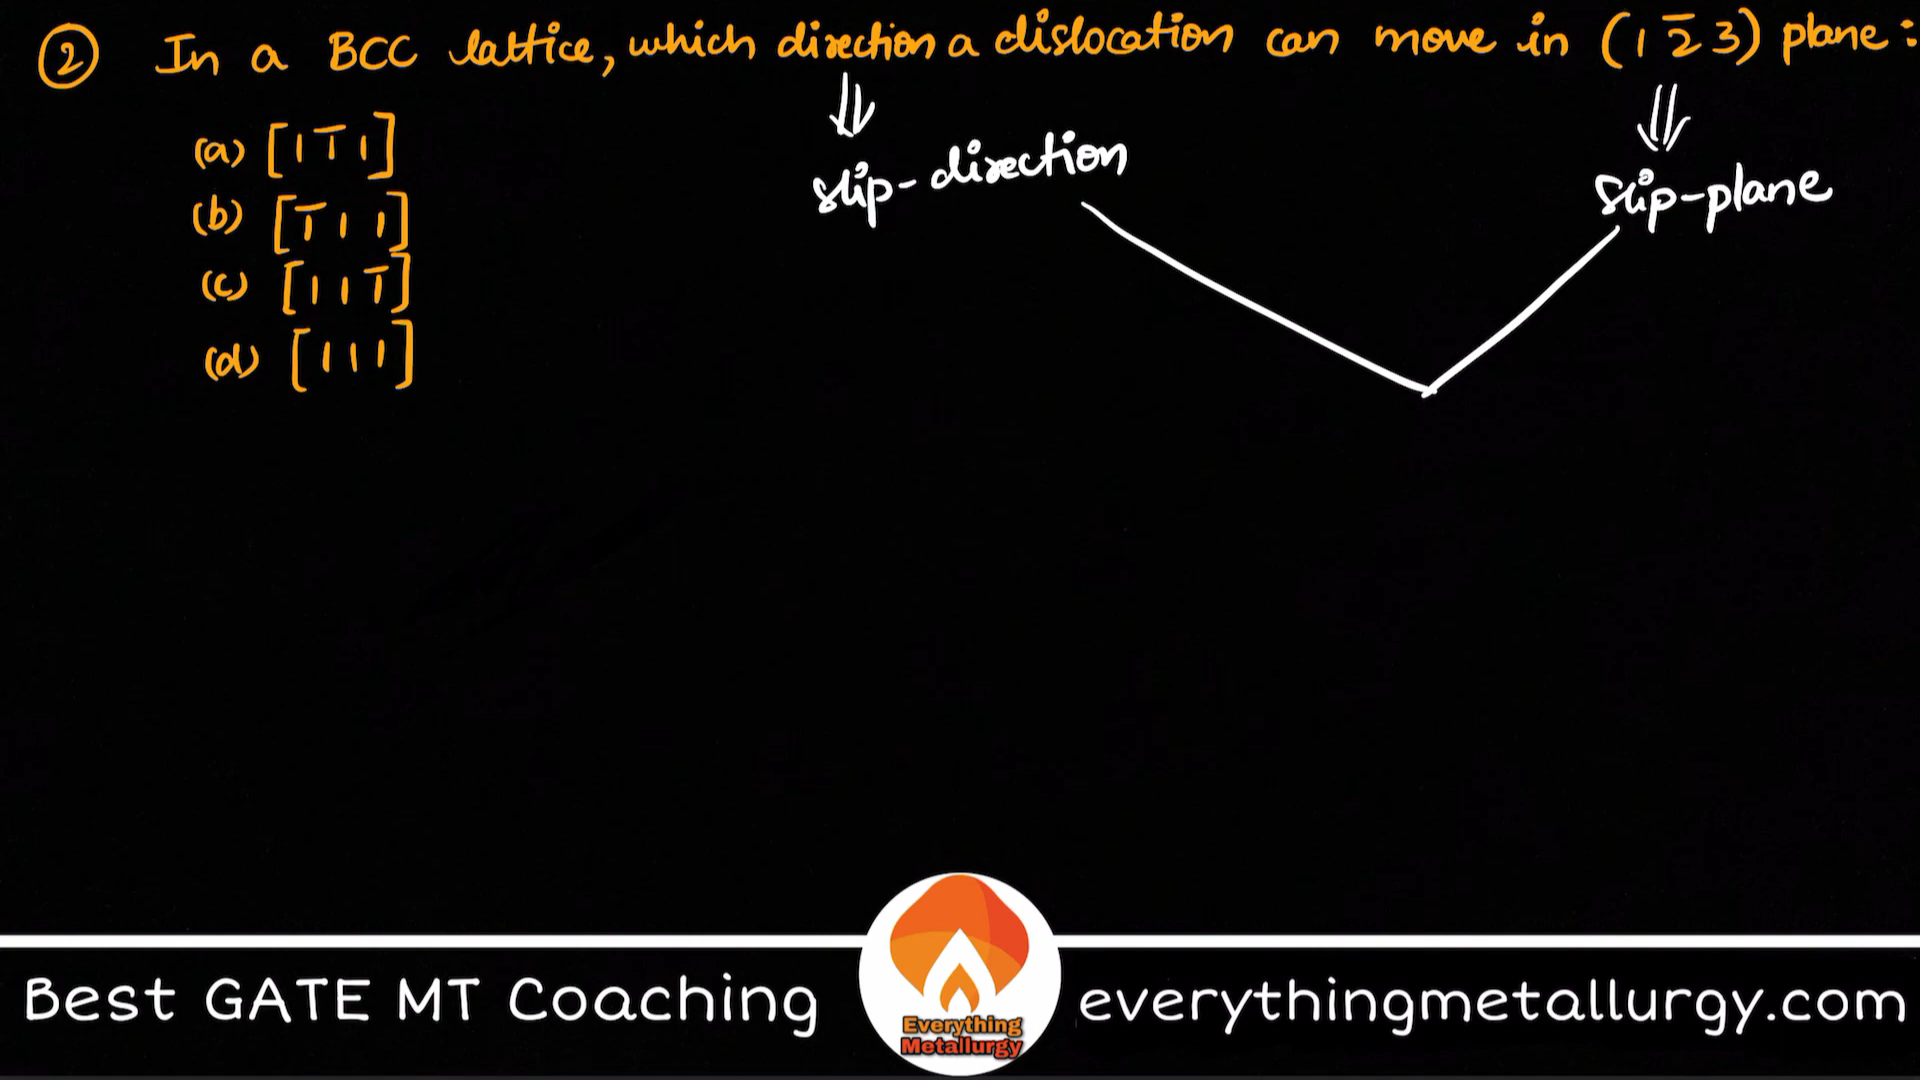 ② In a BCC lattice, which direction a dislocation can move in (1 2̅ 3) plane:
⇓ ⇓
(a) [1 1̅ 1]
slip-direction slip-plane
(b) [1̅ 1 1]
(c) [1 1 1̅]
(d) [1 1 1]
Best GATE MT Coaching
Everything
Metallurgy
everythingmetallurgy.com